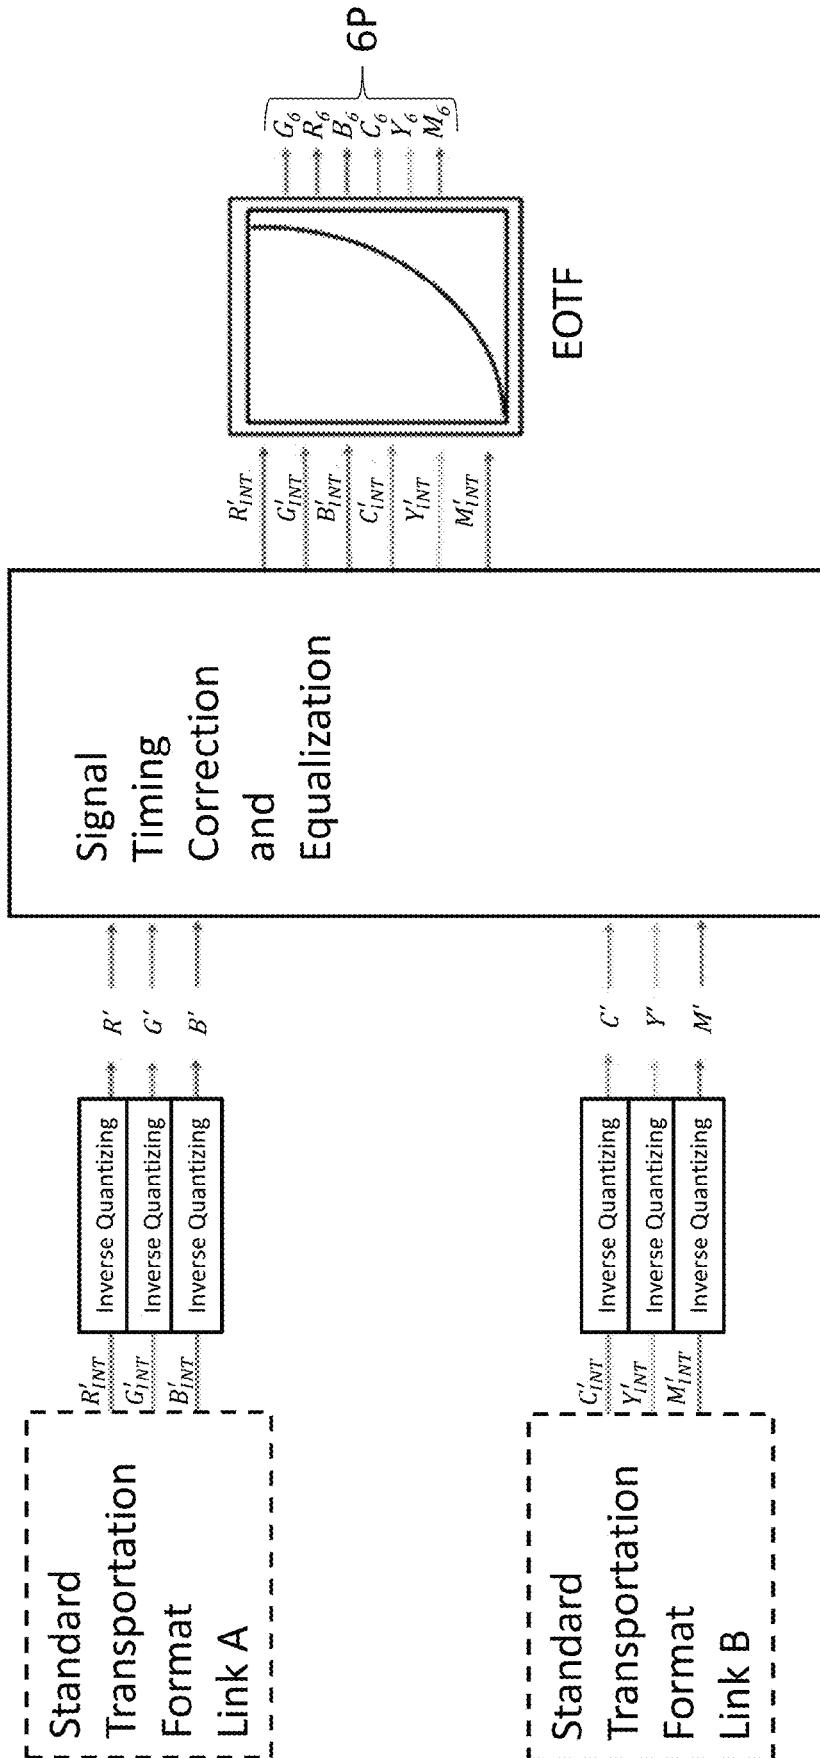 Standard
Transportation
Format
Link A
R'INT
G'INT
B'INT
Inverse Quantizing
Inverse Quantizing
Inverse Quantizing
R'
G'
B'
Standard
Transportation
Format
Link B
C'INT
Y'INT
M'INT
Inverse Quantizing
Inverse Quantizing
Inverse Quantizing
C'
Y'
M'
Signal
Timing
Correction
and
Equalization
R'INT
G'INT
B'INT
C'INT
Y'INT
M'INT
EOTF
G6
R6
B6
C6
Y6
M6
6P